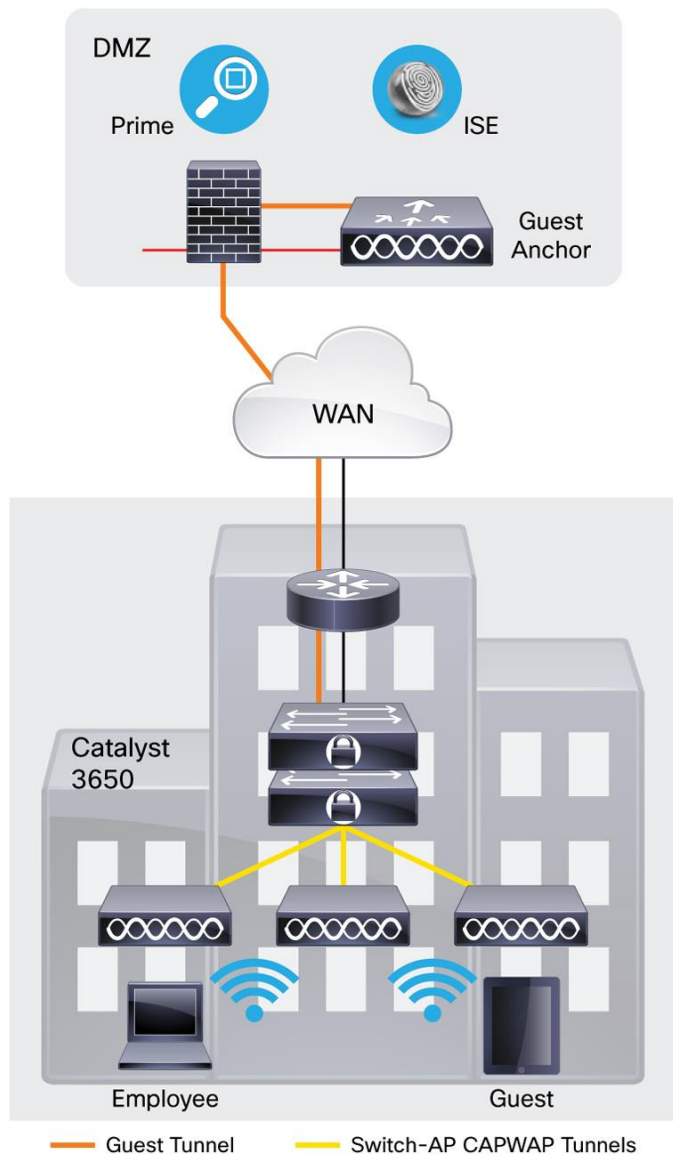 DMZ
Prime
ISE
Guest
Anchor
WAN
Catalyst
3650
Employee
Guest
Guest Tunnel
Switch-AP CAPWAP Tunnels